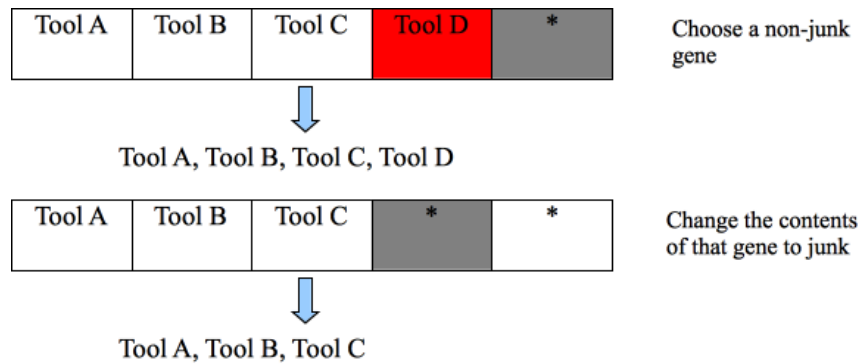 Tool A Tool B Tool C Tool D *
Choose a non-junk
gene
Tool A, Tool B, Tool C, Tool D
Tool A Tool B Tool C * *
Change the contents
of that gene to junk
Tool A, Tool B, Tool C